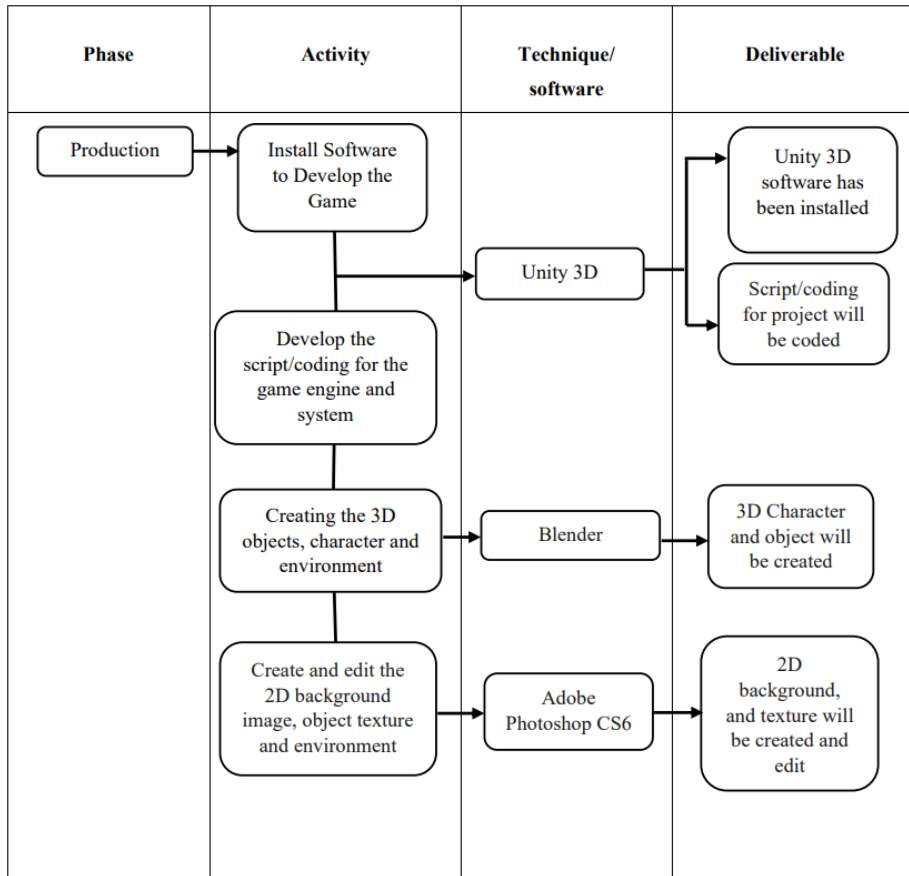 Phase
Activity
Technique/
software
Deliverable
Production
Install Software
to Develop the
Game
Unity 3D
Unity 3D
software has
been installed
Script/coding
for project will
be coded
Develop the
script/coding for the
game engine and
system
Creating the 3D
objects, character and
environment
Blender
3D Character
and object will
be created
Create and edit the
2D background
image, object texture
and environment
Adobe
Photoshop CS6
2D
background,
and texture will
be created and
edit